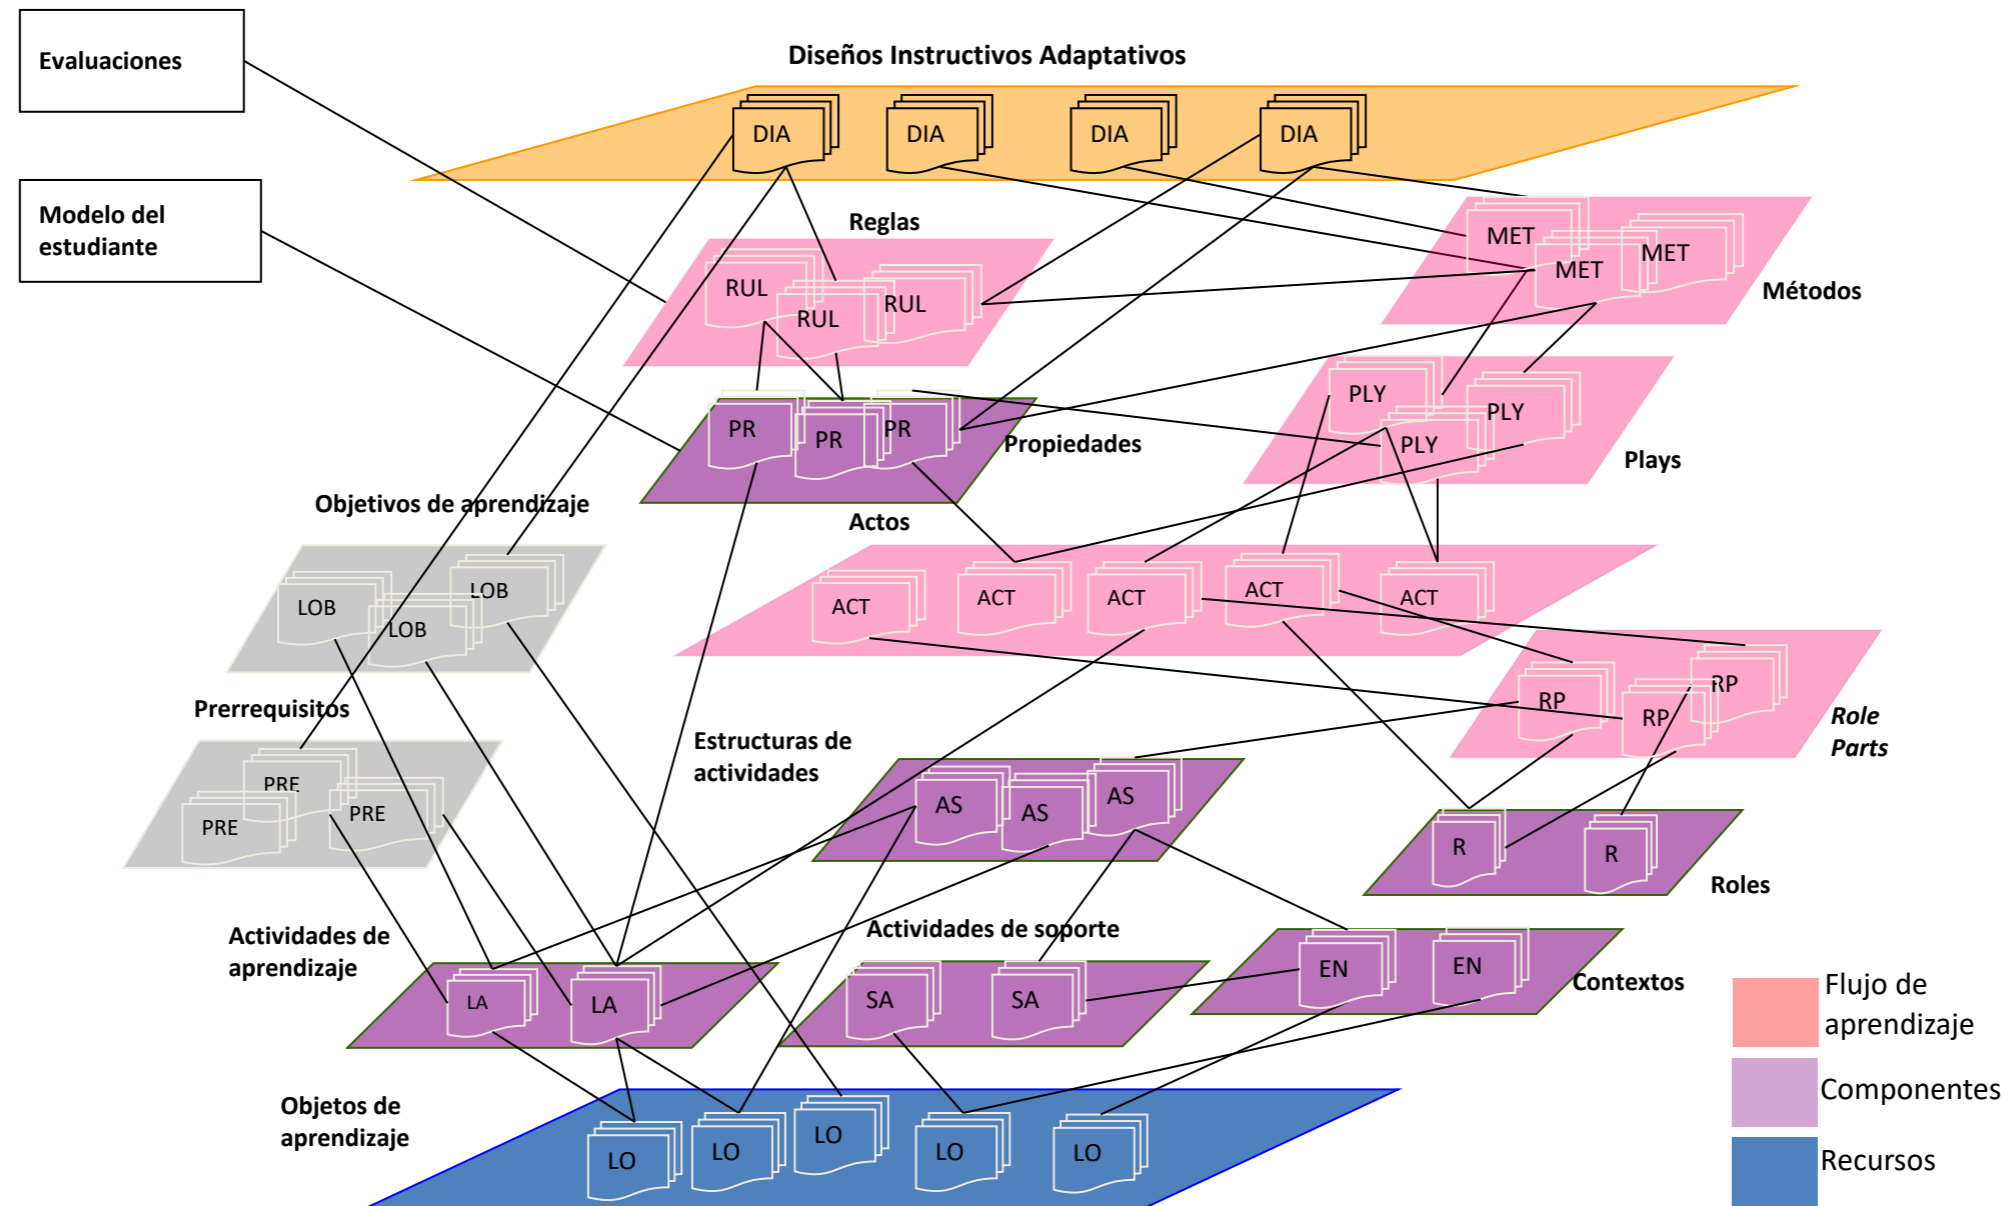 Evaluaciones
Diseños Instructivos Adaptativos
DIA
DIA
DIA
DIA
Modelo del
estudiante
Reglas
MET
MET
MET
Métodos
RUL
RUL
RUL
PLY
PLY
PLY
Plays
PR
PR
PR
Propiedades
Objetivos de aprendizaje
Actos
LOB
LOB
LOB
ACT
ACT
ACT
ACT
ACT
RP
RP
RP
Role
Parts
Prerrequisitos
Estructuras de
actividades
PRE
PRE
PRE
AS
AS
AS
R
R
Roles
Actividades de
aprendizaje
Actividades de soporte
LA
LA
SA
SA
EN
EN
Contextos
Objetos de
aprendizaje
LO
LO
LO
LO
LO
Flujo de
aprendizaje
Componentes
Recursos